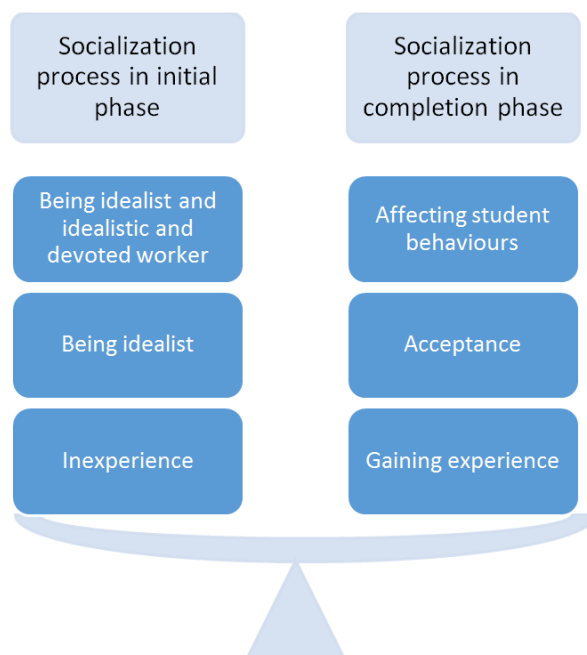 Socialization
process in initial
phase
Socialization
process in
completion phase
Being idealist and
idealistic and
devoted worker
Affecting student
behaviours
Being idealist
Acceptance
Inexperience
Gaining experience